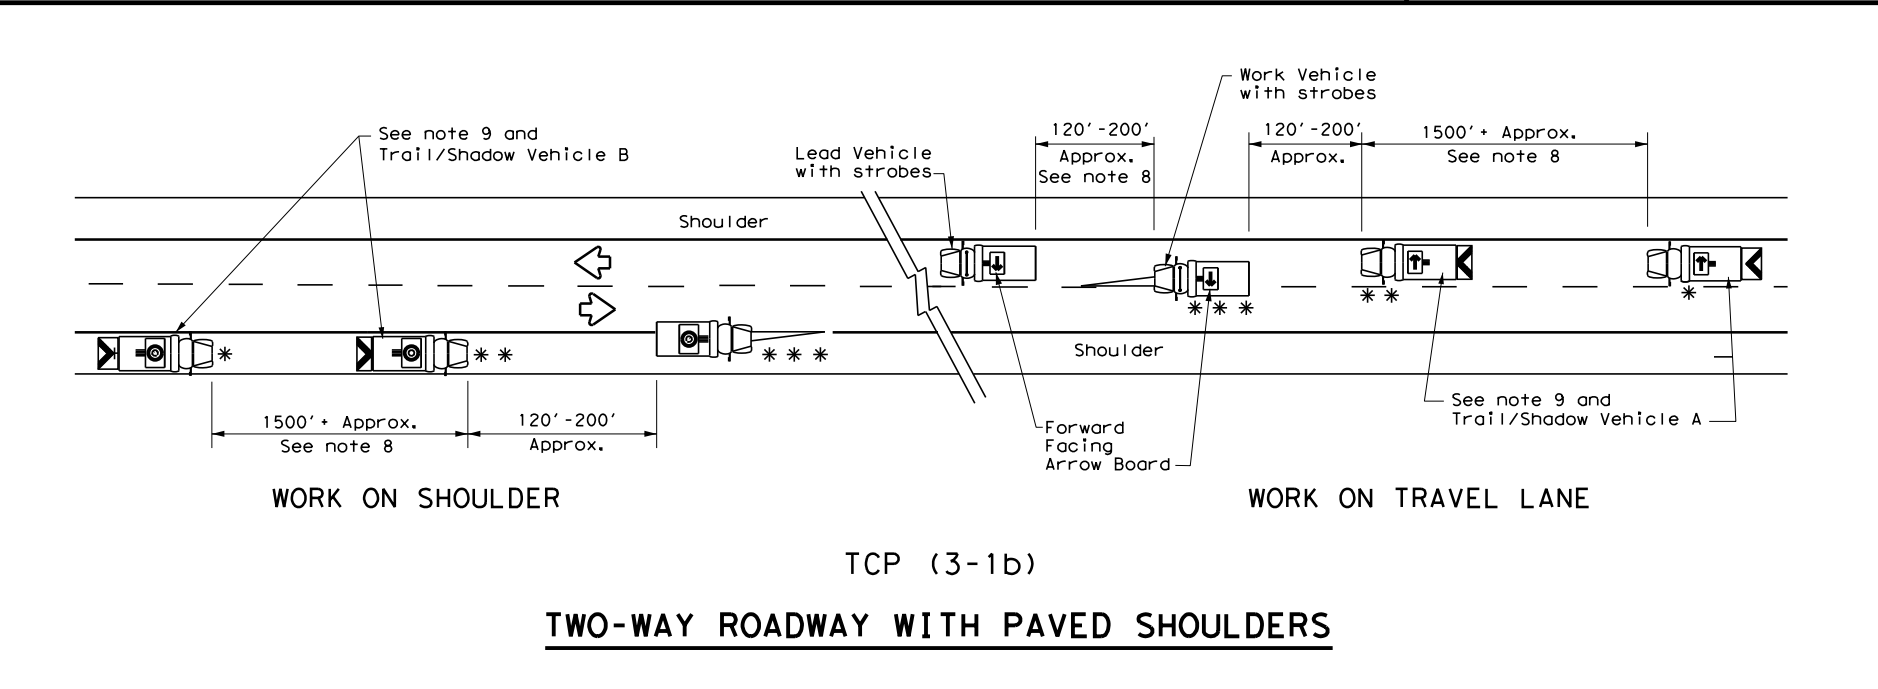 Work Vehicle
with strobes
See note 9 and
Trail/Shadow Vehicle B
Lead Vehicle
with strobes
120'-200'
Approx.
See note 8
120'-200'
Approx.
1500'+ Approx.
See note 8
Shoulder
* * *
* *
*
*
* *
* * *
Shoulder
1500'+ Approx.
See note 8
120'-200'
Approx.
Forward
Facing
Arrow Board
See note 9 and
Trail/Shadow Vehicle A
WORK ON SHOULDER
WORK ON TRAVEL LANE
TCP (3-1b)
TWO-WAY ROADWAY WITH PAVED SHOULDERS